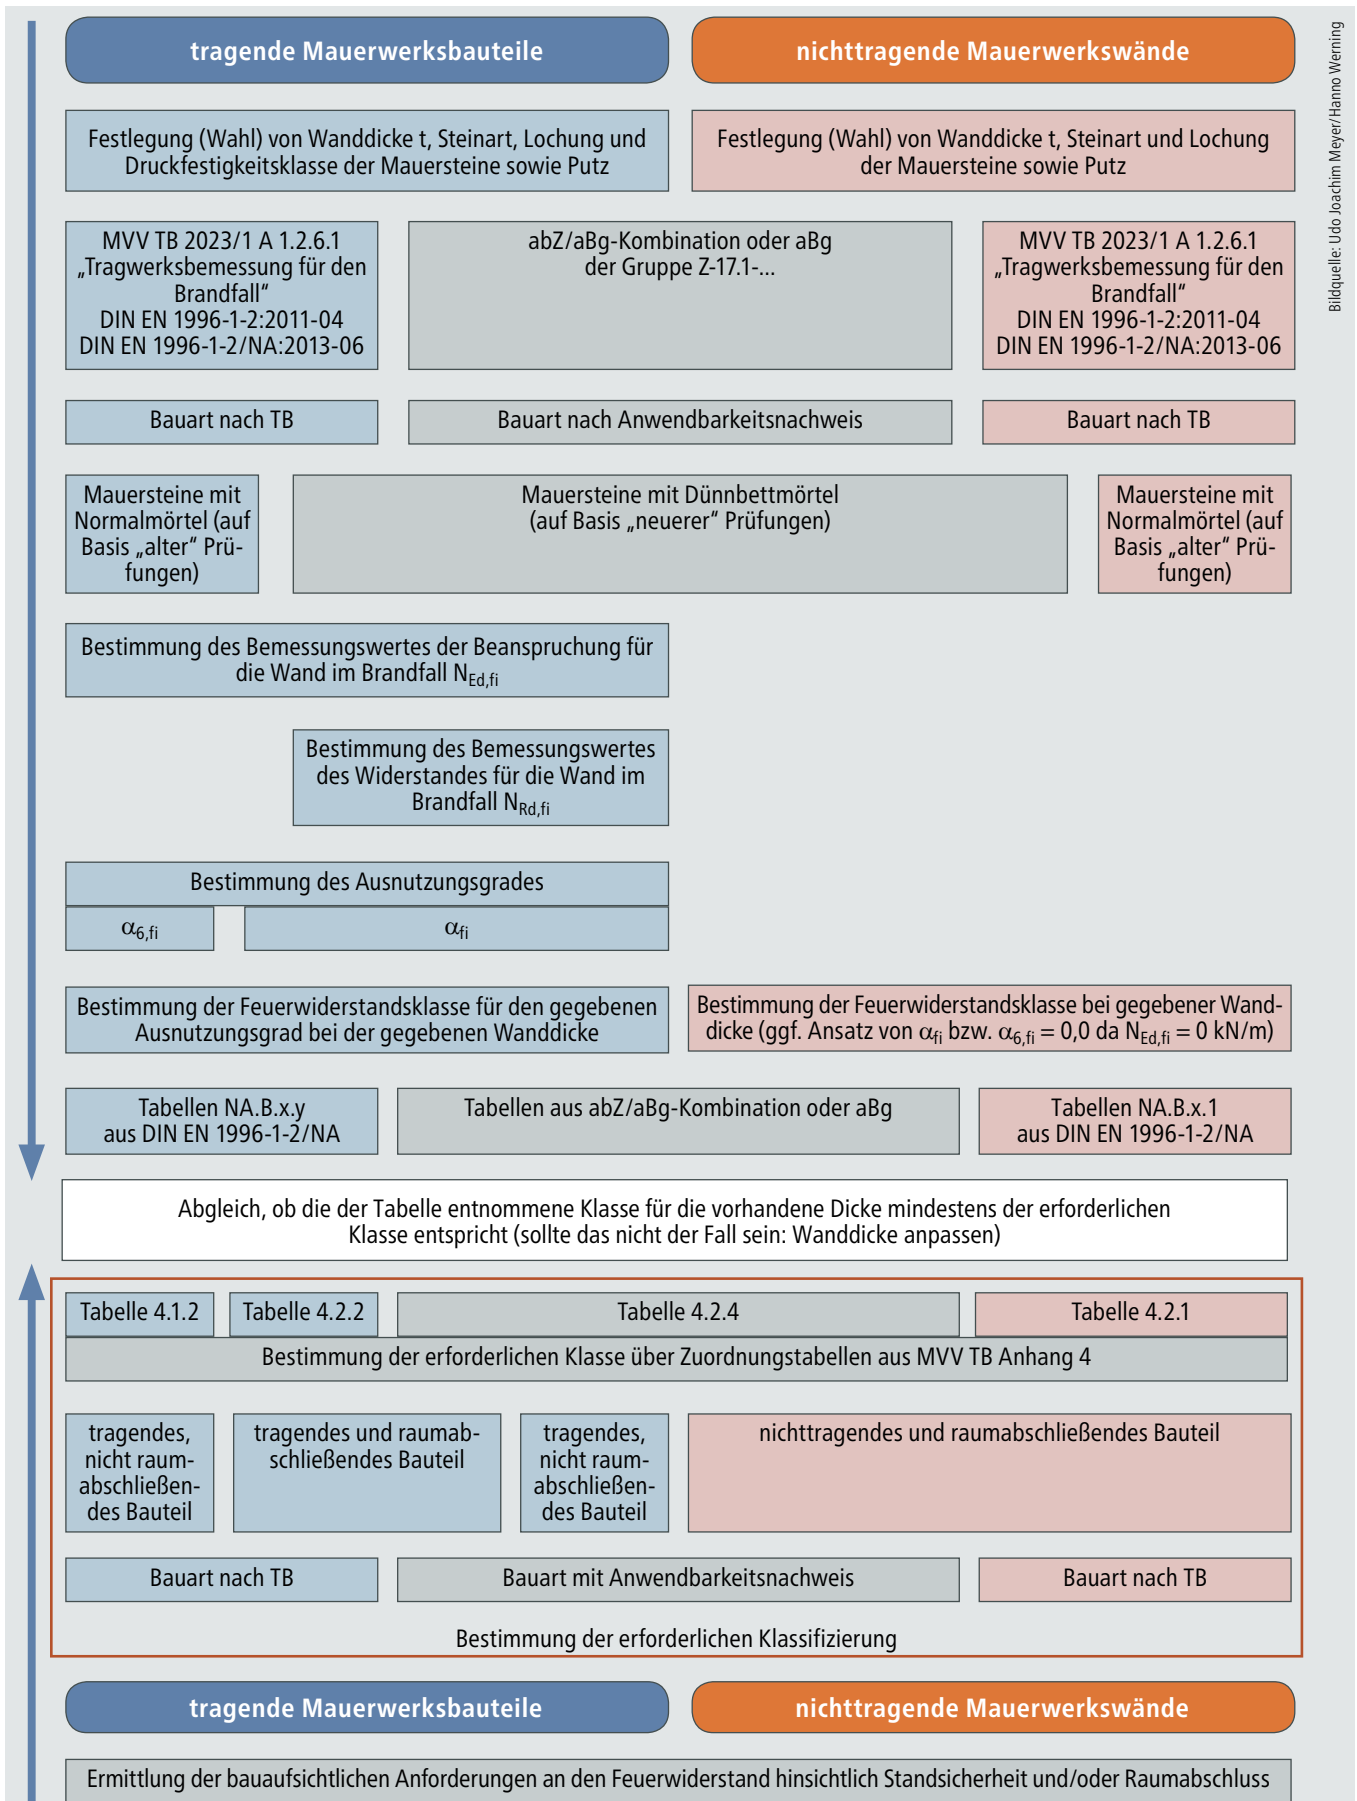 tragende Mauerwerksbauteile
nichttragende Mauerwerkswände
Festlegung (Wahl) von Wanddicke t, Steinart, Lochung und
Druckfestigkeitsklasse der Mauersteine sowie Putz
Festlegung (Wahl) von Wanddicke t, Steinart und Lochung
der Mauersteine sowie Putz
MVV TB 2023/1 A 1.2.6.1
„Tragwerksbemessung für den
Brandfall“
DIN EN 1996-1-2:2011-04
DIN EN 1996-1-2/NA:2013-06
abZ/aBg-Kombination oder aBg
der Gruppe Z-17.1-...
MVV TB 2023/1 A 1.2.6.1
„Tragwerksbemessung für den
Brandfall“
DIN EN 1996-1-2:2011-04
DIN EN 1996-1-2/NA:2013-06
Bauart nach TB
Bauart nach Anwendbarkeitsnachweis
Bauart nach TB
Mauersteine mit
Normalmörtel (auf
Basis „alter“ Prü-
fungen)
Mauersteine mit Dünnbettmörtel
(auf Basis „neuerer“ Prüfungen)
Mauersteine mit
Normalmörtel (auf
Basis „alter“ Prü-
fungen)
Bestimmung des Bemessungswertes der Beanspruchung für
die Wand im Brandfall N_Ed,fi
Bestimmung des Bemessungswertes
des Widerstandes für die Wand im
Brandfall N_Rd,fi
Bestimmung des Ausnutzungsgrades
α_6,fi
α_fi
Bestimmung der Feuerwiderstandsklasse für den gegebenen
Ausnutzungsgrad bei der gegebenen Wanddicke
Bestimmung der Feuerwiderstandsklasse bei gegebener Wand-
dicke (ggf. Ansatz von α_fi bzw. α_6,fi = 0,0 da N_Ed,fi = 0 kN/m)
Tabellen NA.B.x.y
aus DIN EN 1996-1-2/NA
Tabellen aus abZ/aBg-Kombination oder aBg
Tabellen NA.B.x.1
aus DIN EN 1996-1-2/NA
Abgleich, ob die der Tabelle entnommene Klasse für die vorhandene Dicke mindestens der erforderlichen
Klasse entspricht (sollte das nicht der Fall sein: Wanddicke anpassen)
Tabelle 4.1.2
Tabelle 4.2.2
Tabelle 4.2.4
Tabelle 4.2.1
Bestimmung der erforderlichen Klasse über Zuordnungstabellen aus MVV TB Anhang 4
tragendes,
nicht raum-
abschließen-
des Bauteil
tragendes und raumab-
schließendes Bauteil
tragendes,
nicht raum-
abschließen-
des Bauteil
nichttragendes und raumabschließendes Bauteil
Bauart nach TB
Bauart mit Anwendbarkeitsnachweis
Bauart nach TB
Bestimmung der erforderlichen Klassifizierung
tragende Mauerwerksbauteile
nichttragende Mauerwerkswände
Ermittlung der bauaufsichtlichen Anforderungen an den Feuerwiderstand hinsichtlich Standsicherheit und/oder Raumabschluss
Bildquelle: Udo Joachim Meyer/Hanno Werning